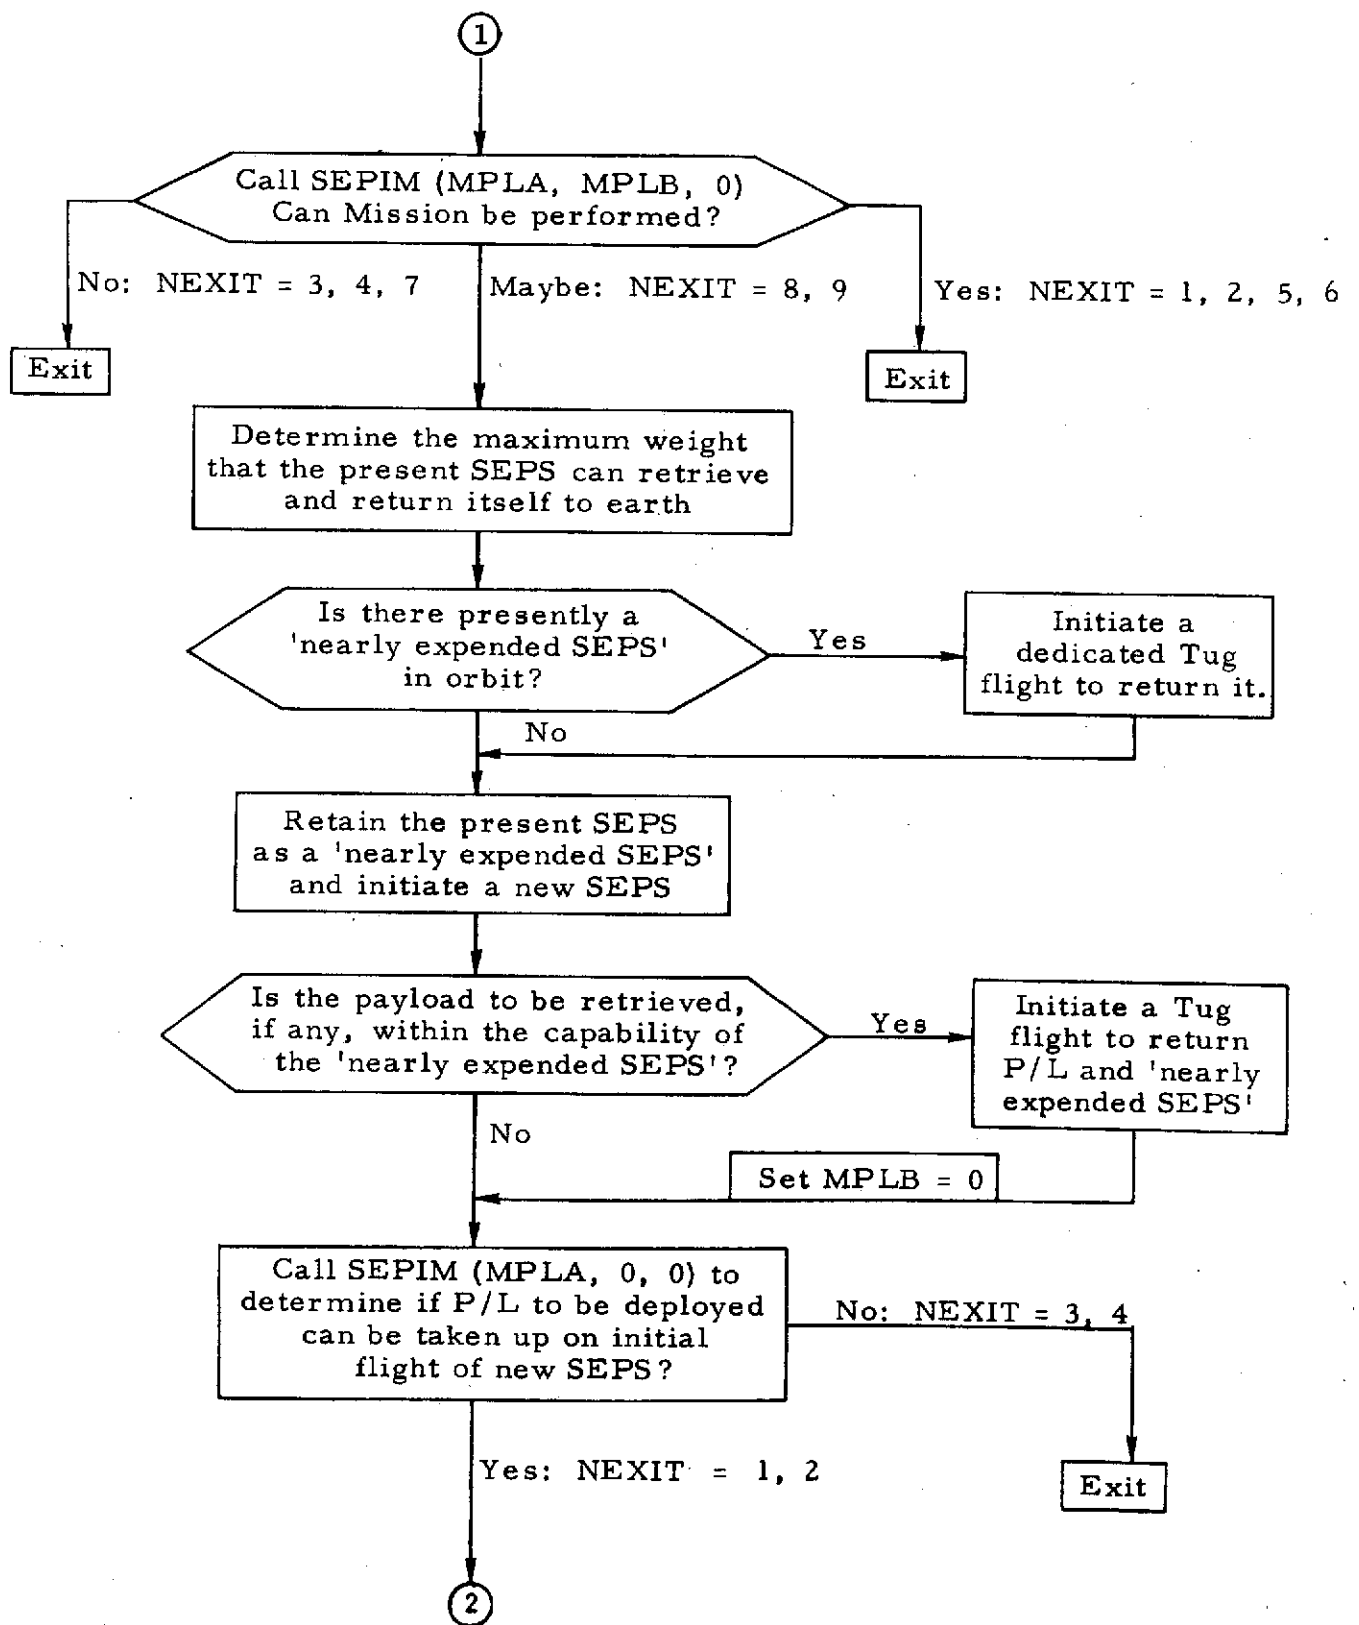 1
Call SEPIM (MPLA, MPLB, 0)
Can Mission be performed?
No: NEXIT = 3, 4, 7
Maybe: NEXIT = 8, 9
Yes: NEXIT = 1, 2, 5, 6
Exit
Exit
Determine the maximum weight
that the present SEPS can retrieve
and return itself to earth
Is there presently a
'nearly expended SEPS'
in orbit?
Yes
Initiate a
dedicated Tug
flight to return it.
No
Retain the present SEPS
as a 'nearly expended SEPS'
and initiate a new SEPS
Is the payload to be retrieved,
if any, within the capability of
the 'nearly expended SEPS'?
Yes
Initiate a Tug
flight to return
P/L and 'nearly
expended SEPS'
No
Set MPLB = 0
Call SEPIM (MPLA, 0, 0) to
determine if P/L to be deployed
can be taken up on initial
flight of new SEPS?
No: NEXIT = 3, 4
Yes: NEXIT = 1, 2
Exit
2